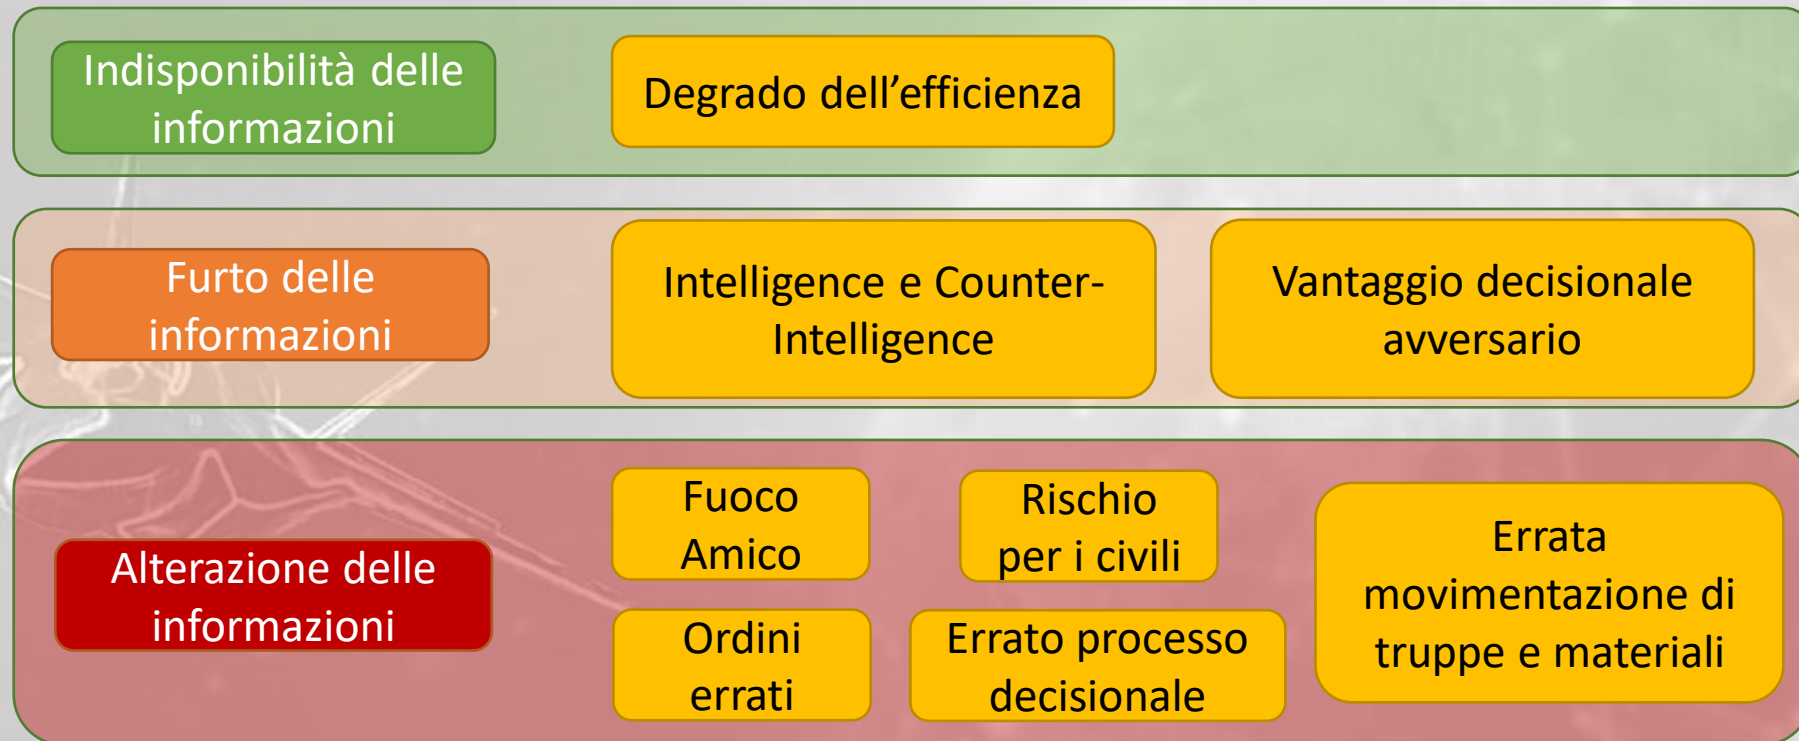 Indisponibilità delle
informazioni
Degrado dell’efficienza
Furto delle
informazioni
Intelligence e Counter-
Intelligence
Vantaggio decisionale
avversario
Alterazione delle
informazioni
Fuoco
Amico
Rischio
per i civili
Ordini
errati
Errato processo
decisionale
Errata
movimentazione di
truppe e materiali